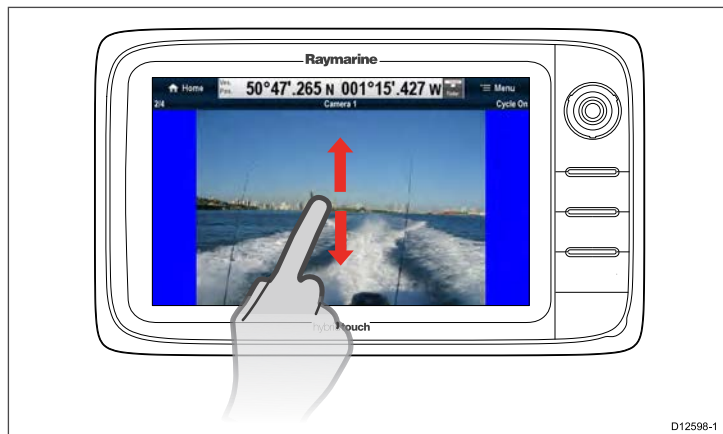 Raymarine
Home Ves. Pos. 50°47'.265 N 001°15'.427 W Menu
2/4 Camera 1 Cycle On
hybridtouch
D12598-1